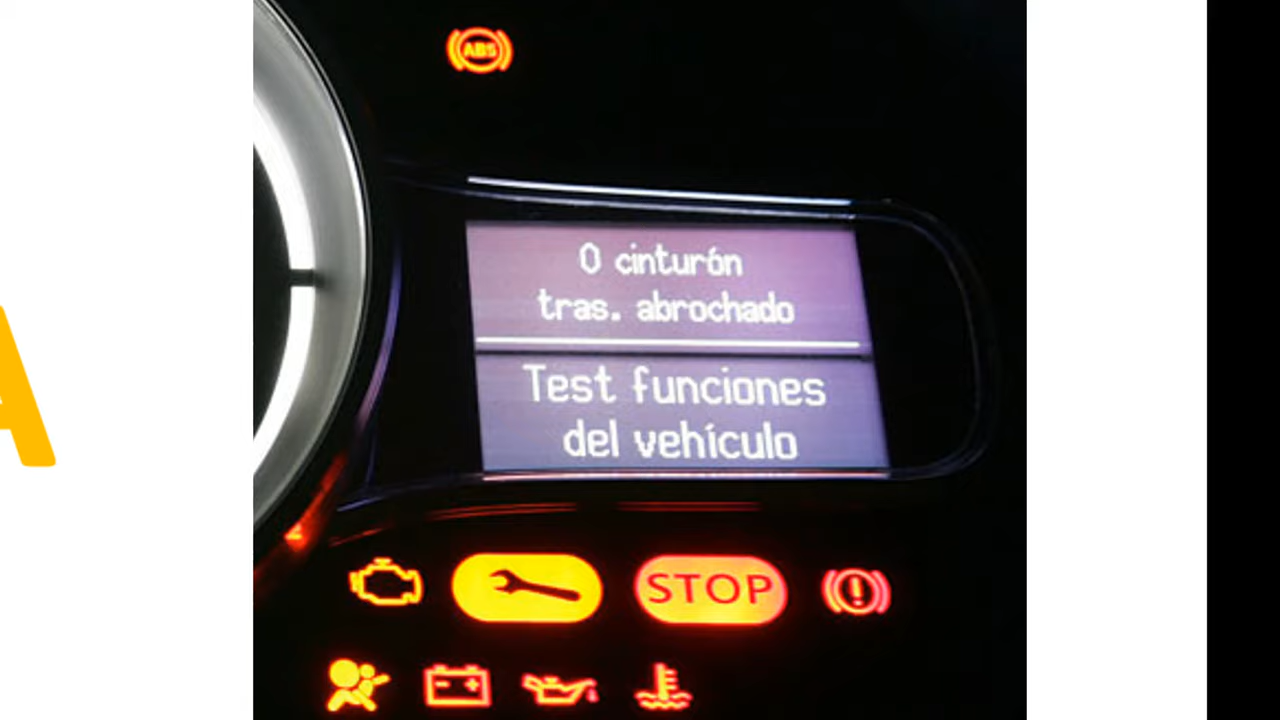 ABS
0 cinturón
tras. abrochado
Test funciones
del vehículo
STOP
A